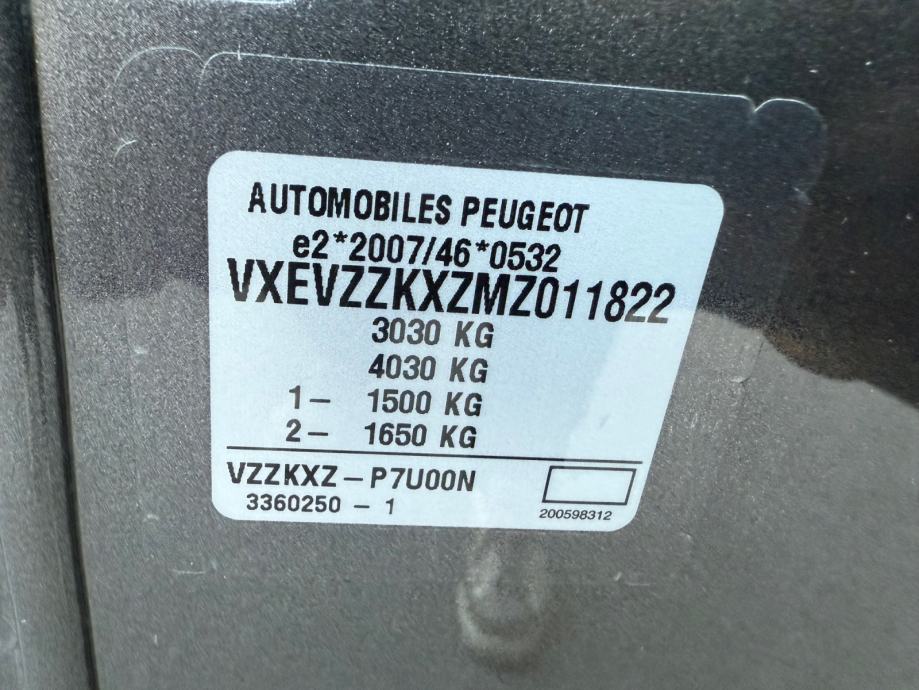 AUTOMOBILES PEUGEOT
e2*2007/46*0532
VXEVZZKXZMZ011822
3030 KG
4030 KG
1- 1500 KG
2- 1650 KG
VZZKXZ-P7U00N
3360250 - 1
200598312